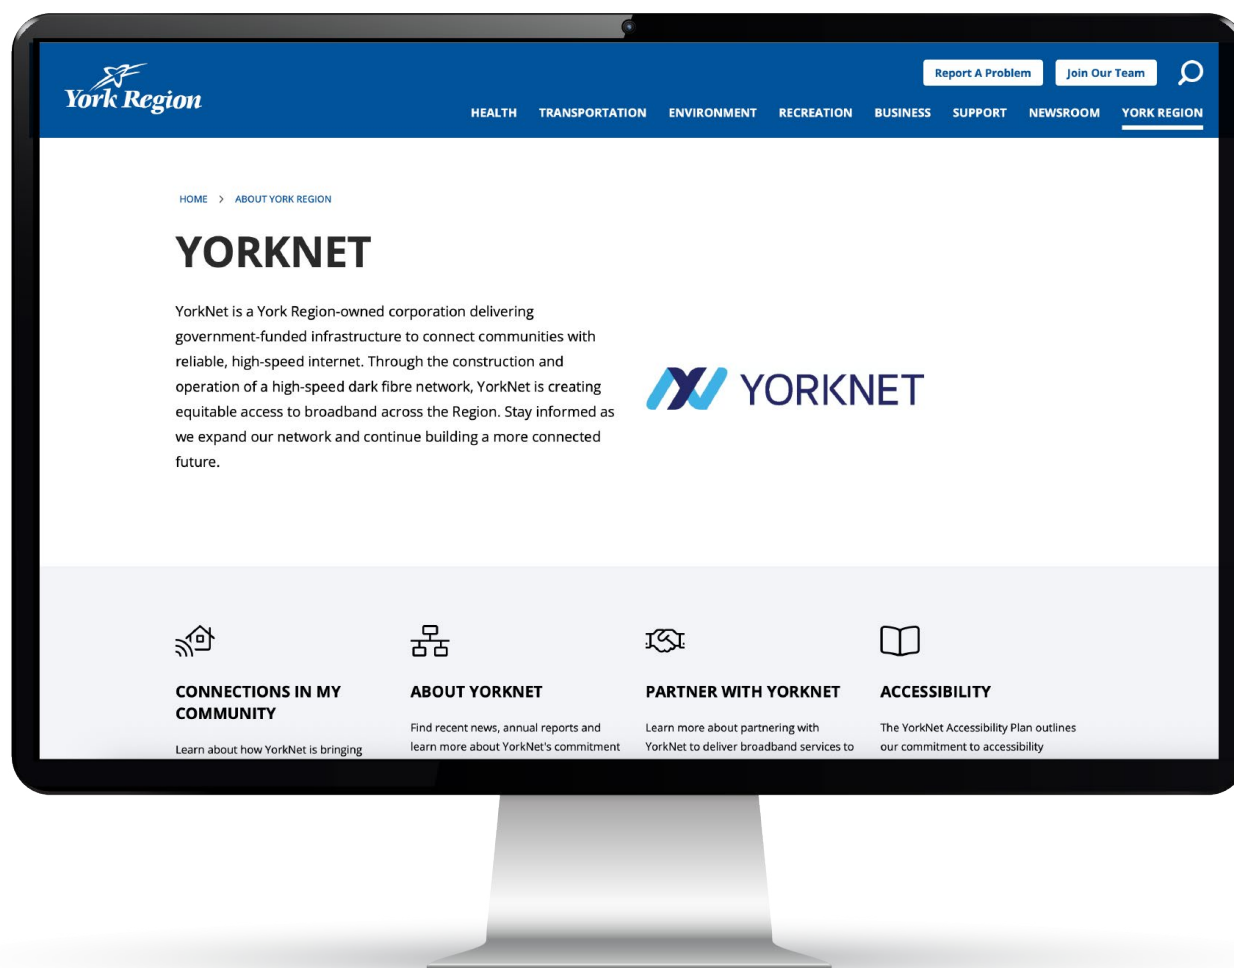 York Region
Report A Problem
Join Our Team
HEALTH TRANSPORTATION ENVIRONMENT RECREATION BUSINESS SUPPORT NEWSROOM YORK REGION
HOME > ABOUT YORK REGION
YORKNET
YorkNet is a York Region-owned corporation delivering
government-funded infrastructure to connect communities with
reliable, high-speed internet. Through the construction and
operation of a high-speed dark fibre network, YorkNet is creating
equitable access to broadband across the Region. Stay informed as
we expand our network and continue building a more connected
future.
YORKNET
CONNECTIONS IN MY
COMMUNITY
Learn about how YorkNet is bringing
ABOUT YORKNET
Find recent news, annual reports and
learn more about YorkNet's commitment
PARTNER WITH YORKNET
Learn more about partnering with
YorkNet to deliver broadband services to
ACCESSIBILITY
The YorkNet Accessibility Plan outlines
our commitment to accessibility